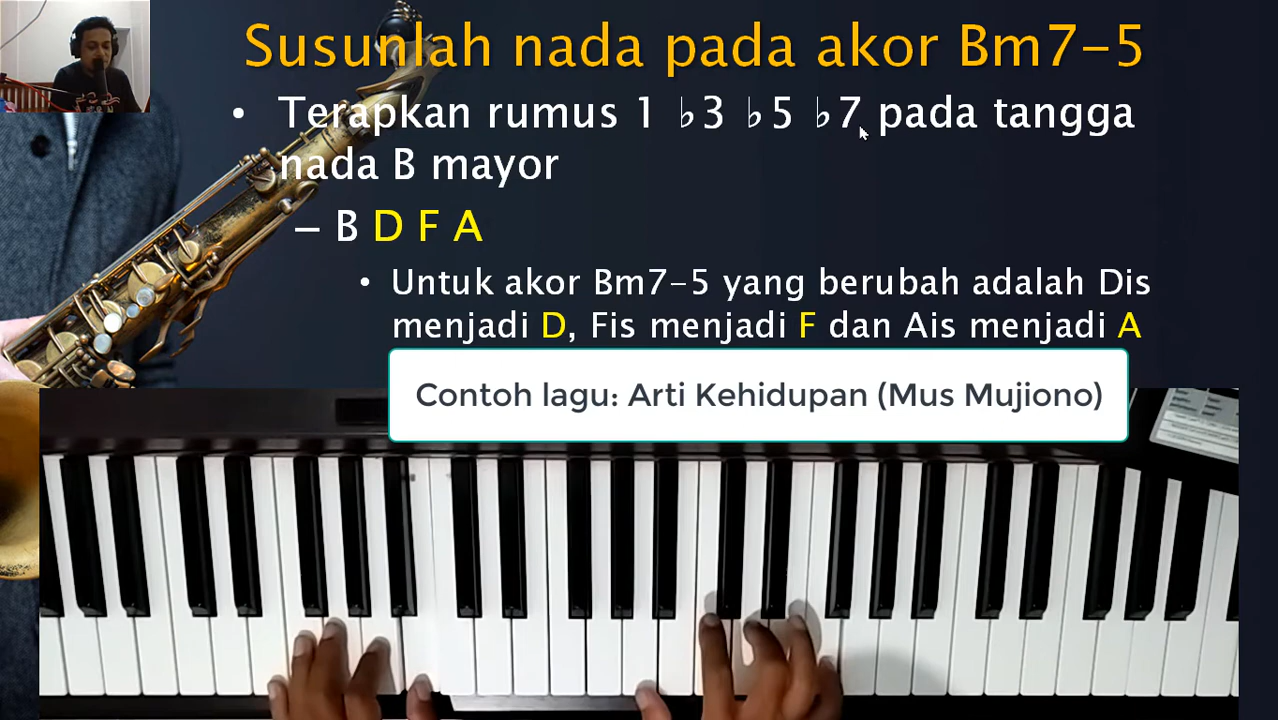 Susunlah nada pada akor Bm7-5
• Terapkan rumus 1 ♭3 ♭5 ♭7 pada tangga
nada B mayor
– B D F A
• Untuk akor Bm7-5 yang berubah adalah Dis
menjadi D, Fis menjadi F dan Ais menjadi A
Contoh lagu: Arti Kehidupan (Mus Mujiono)